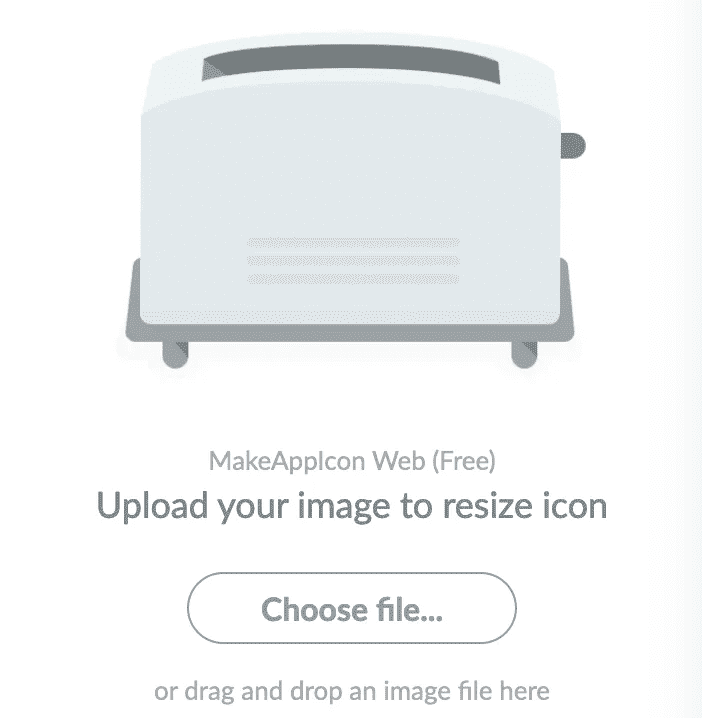 MakeAppIcon Web (Free)
Upload your image to resize icon
Choose file...
or drag and drop an image file here